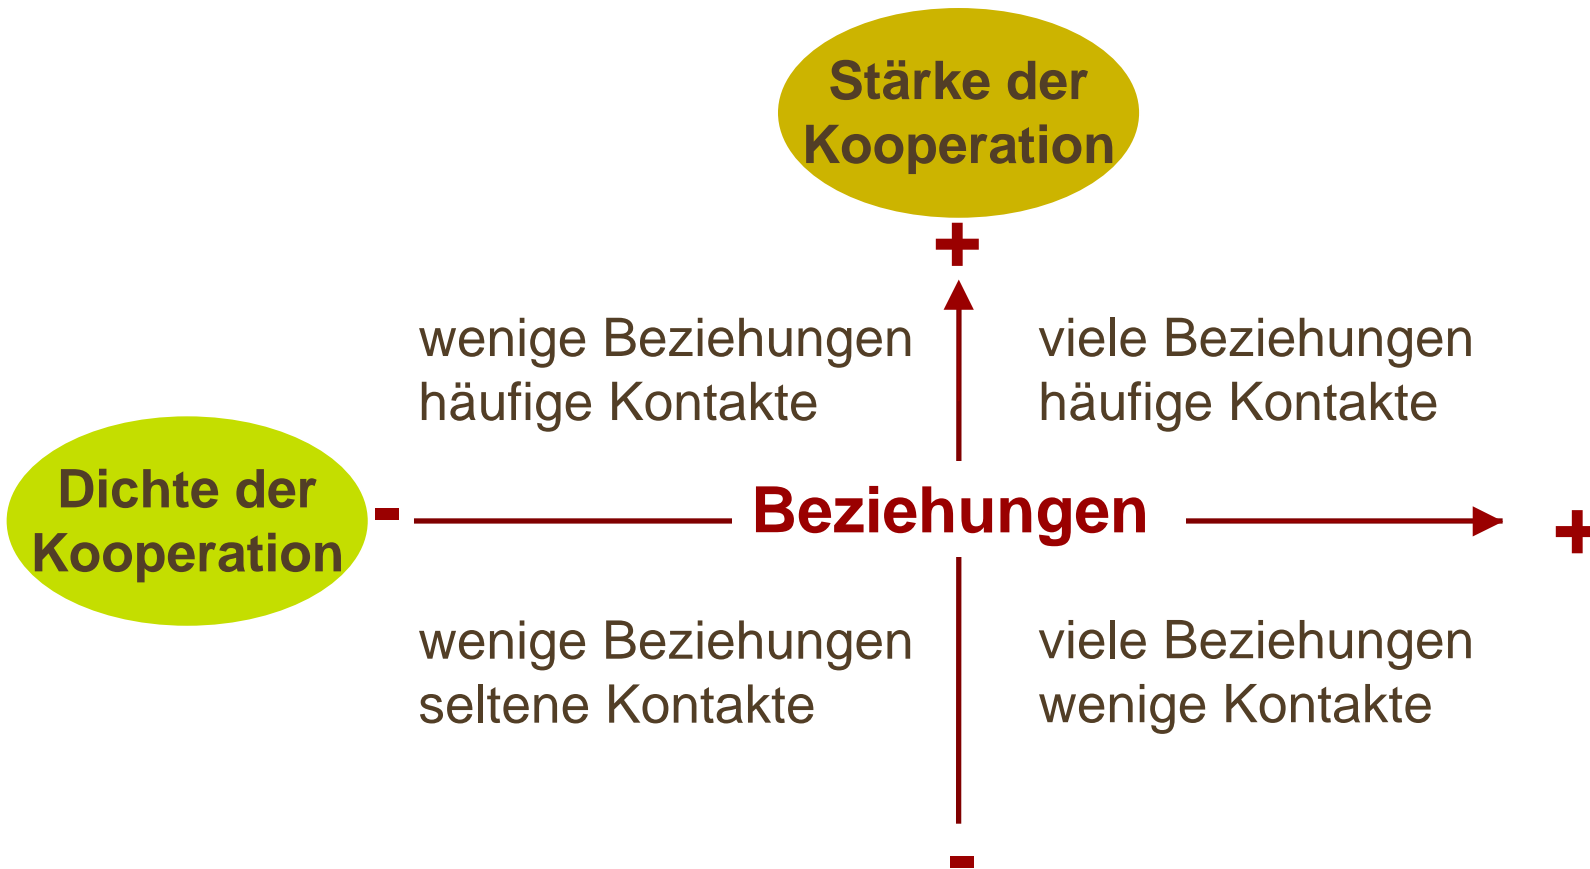 Stärke der
Kooperation
+
wenige Beziehungen
häufige Kontakte
viele Beziehungen
häufige Kontakte
Dichte der
Kooperation
-
Beziehungen
+
wenige Beziehungen
seltene Kontakte
viele Beziehungen
wenige Kontakte
-